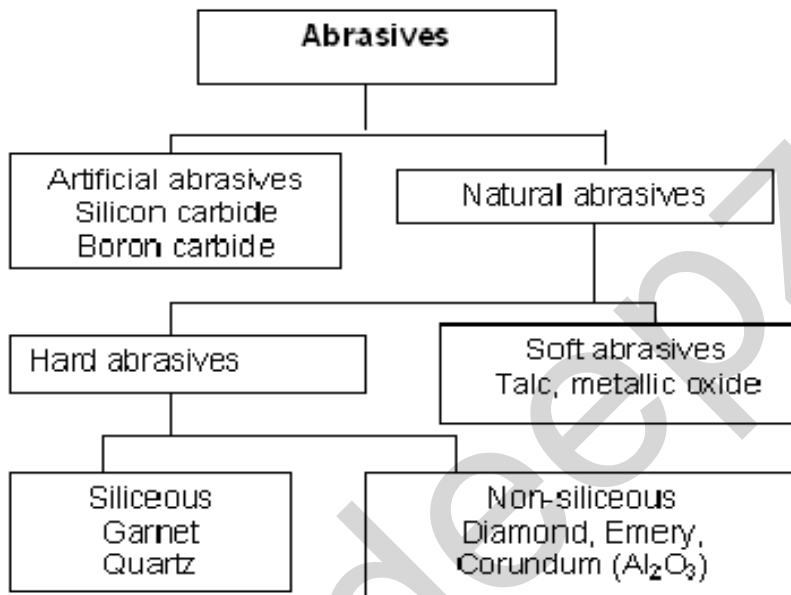 Abrasives
Artificial abrasives
Silicon carbide
Boron carbide
Natural abrasives
Hard abrasives
Soft abrasives
Talc, metallic oxide
Siliceous
Garnet
Quartz
Non-siliceous
Diamond, Emery,
Corundum (Al₂O₃)